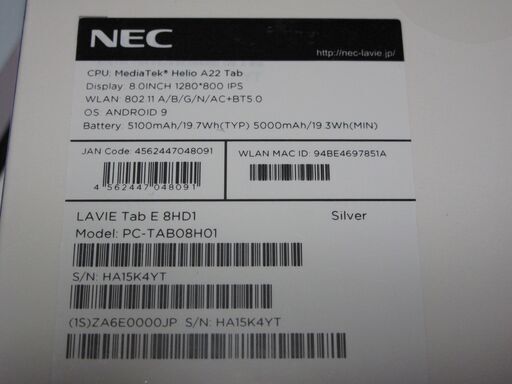 NEC
http://nec-lavie.jp/
CPU: MediaTek® Helio A22 Tab
Display: 8.0INCH 1280*800 IPS
WLAN: 802.11 A/B/G/N/AC+BT5.0
OS: ANDROID 9
Battery: 5100mAh/19.7Wh(TYP) 5000mAh/19.3Wh(MIN)
JAN Code: 4562447048091
4 562447 048091
WLAN MAC ID: 94BE4697851A
LAVIE Tab E 8HD1 Silver
Model: PC-TAB08H01
S/N: HA15K4YT
(1S)ZA6E0000JP S/N: HA15K4YT